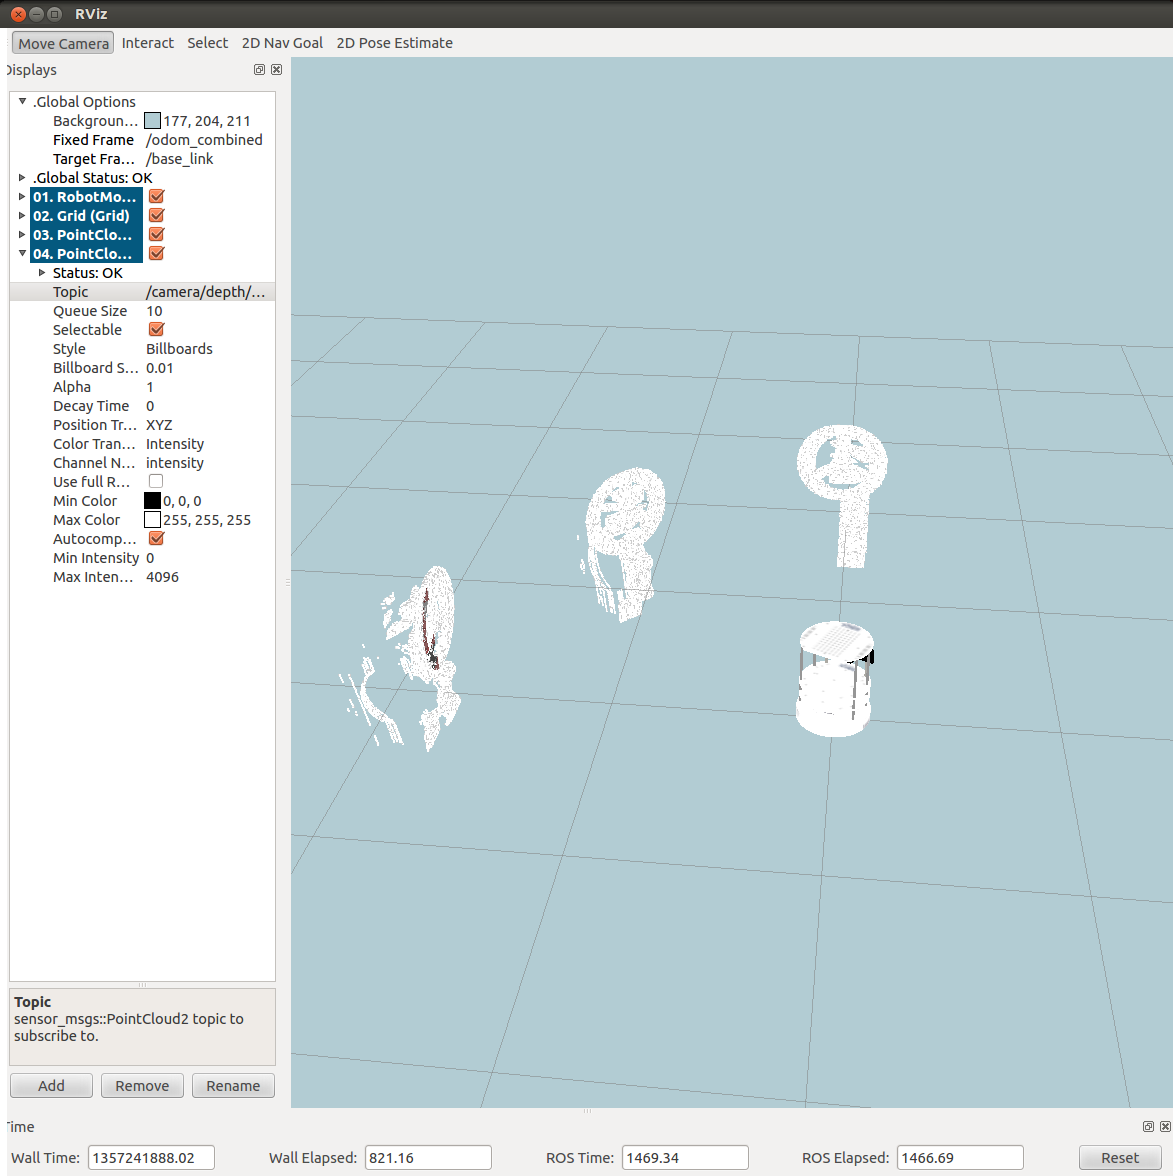 RViz
Move Camera Interact Select 2D Nav Goal 2D Pose Estimate
Displays
.Global Options
Backgroun... 177, 204, 211
Fixed Frame /odom_combined
Target Fra... /base_link
.Global Status: OK
01. RobotMo...
02. Grid (Grid)
03. PointClo...
04. PointClo...
Status: OK
Topic /camera/depth/...
Queue Size 10
Selectable
Style Billboards
Billboard S... 0.01
Alpha 1
Decay Time 0
Position Tr... XYZ
Color Tran... Intensity
Channel N... intensity
Use full R...
Min Color 0, 0, 0
Max Color 255, 255, 255
Autocomp...
Min Intensity 0
Max Inten... 4096
Topic
sensor_msgs::PointCloud2 topic to
subscribe to.
Add Remove Rename
Time
Wall Time: 1357241888.02 Wall Elapsed: 821.16 ROS Time: 1469.34 ROS Elapsed: 1466.69 Reset